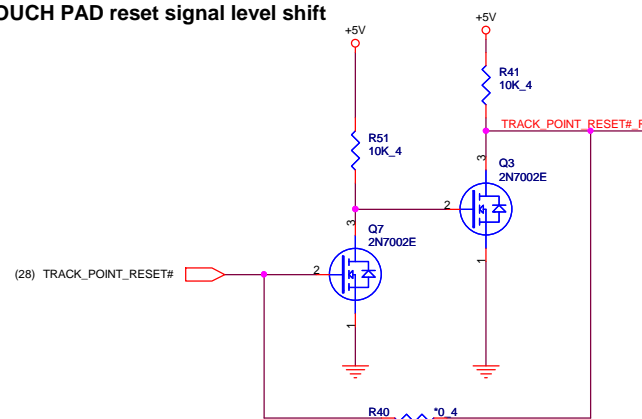 OUCH PAD reset signal level shift
+5V
+5V
R41
10K_4
TRACK_POINT_RESET#_R
R51
10K_4
3
Q3
2N7002E
2
3
Q7
2N7002E
(28) TRACK_POINT_RESET#
2
1
1
R40
*0_4